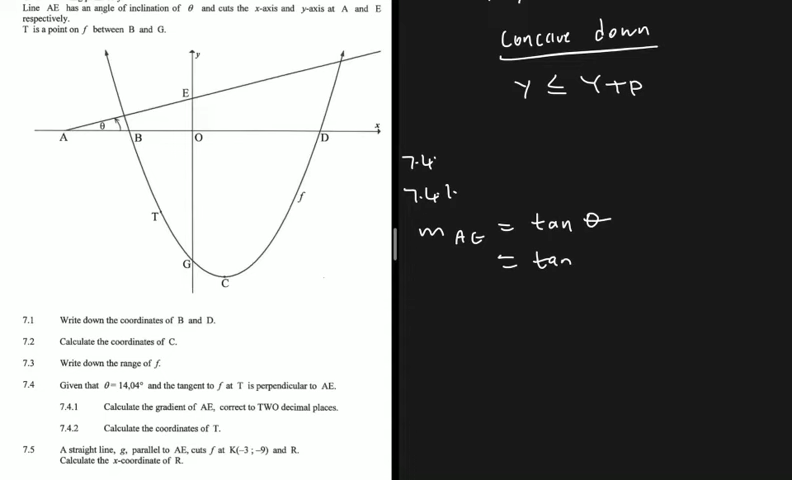 Line AE has an angle of inclination of θ and cuts the x-axis and y-axis at A and E
respectively.
T is a point on f between B and G.
y
E
θ
x
A
B
O
D
T
f
G
C
7.1 Write down the coordinates of B and D.
7.2 Calculate the coordinates of C.
7.3 Write down the range of f.
7.4 Given that θ= 14,04° and the tangent to f at T is perpendicular to AE.
7.4.1 Calculate the gradient of AE, correct to TWO decimal places.
7.4.2 Calculate the coordinates of T.
7.5 A straight line, g, parallel to AE, cuts f at K(−3 ; −9) and R.
Calculate the x-coordinate of R.
Concave down
y ≤ y+p
7.4
7.4.1
m AE = tan θ
= tan